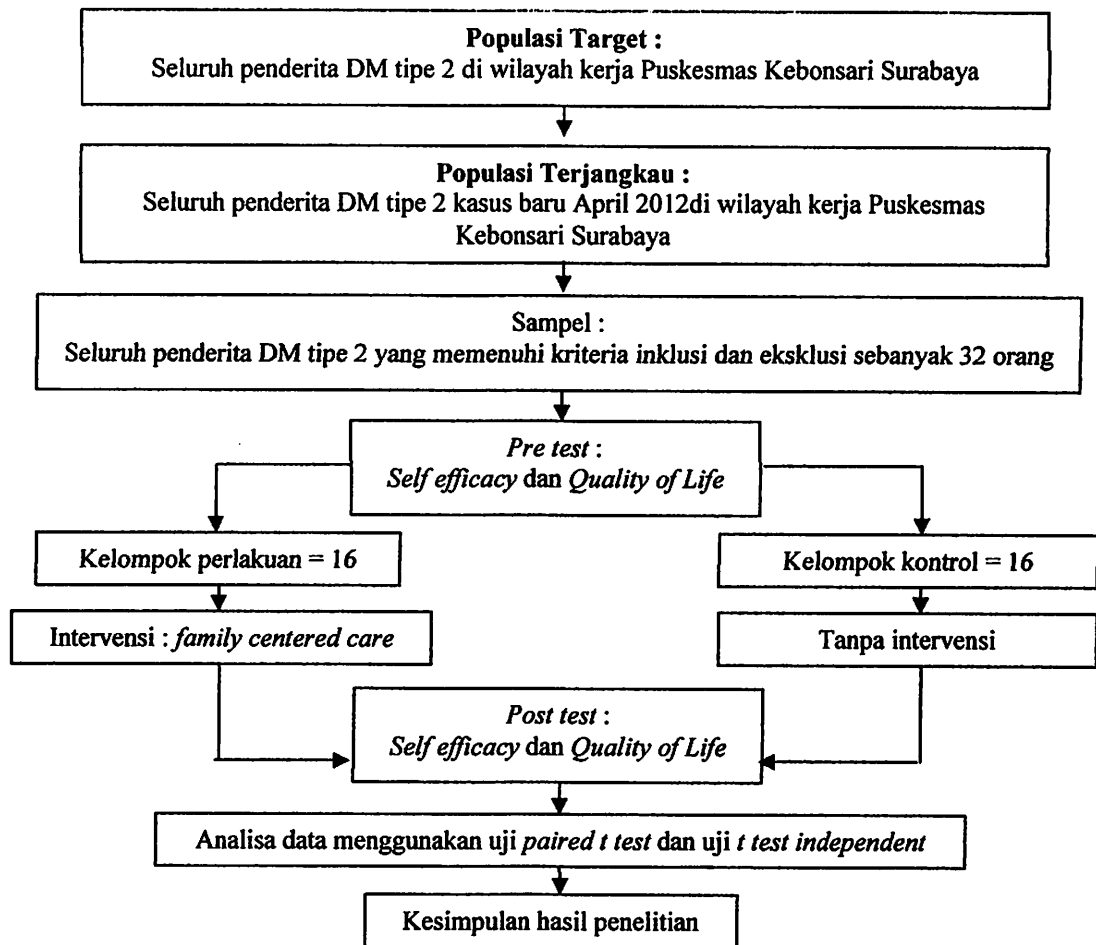 Populasi Target :
Seluruh penderita DM tipe 2 di wilayah kerja Puskesmas Kebonsari Surabaya
Populasi Terjangkau :
Seluruh penderita DM tipe 2 kasus baru April 2012di wilayah kerja Puskesmas
Kebonsari Surabaya
Sampel :
Seluruh penderita DM tipe 2 yang memenuhi kriteria inklusi dan eksklusi sebanyak 32 orang
Pre test :
Self efficacy dan Quality of Life
Kelompok perlakuan = 16
Kelompok kontrol = 16
Intervensi : family centered care
Tanpa intervensi
Post test :
Self efficacy dan Quality of Life
Analisa data menggunakan uji paired t test dan uji t test independent
Kesimpulan hasil penelitian